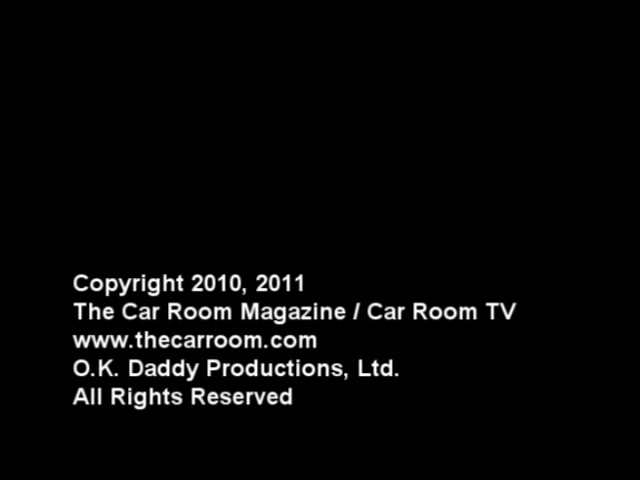 Copyright 2010, 2011
The Car Room Magazine / Car Room TV
www.thecarroom.com
O.K. Daddy Productions, Ltd.
All Rights Reserved